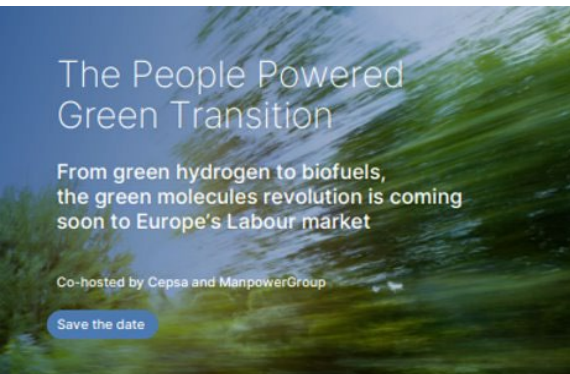 The People Powered
Green Transition
From green hydrogen to biofuels,
the green molecules revolution is coming
soon to Europe's Labour market
Co-hosted by Cepsa and ManpowerGroup
Save the date